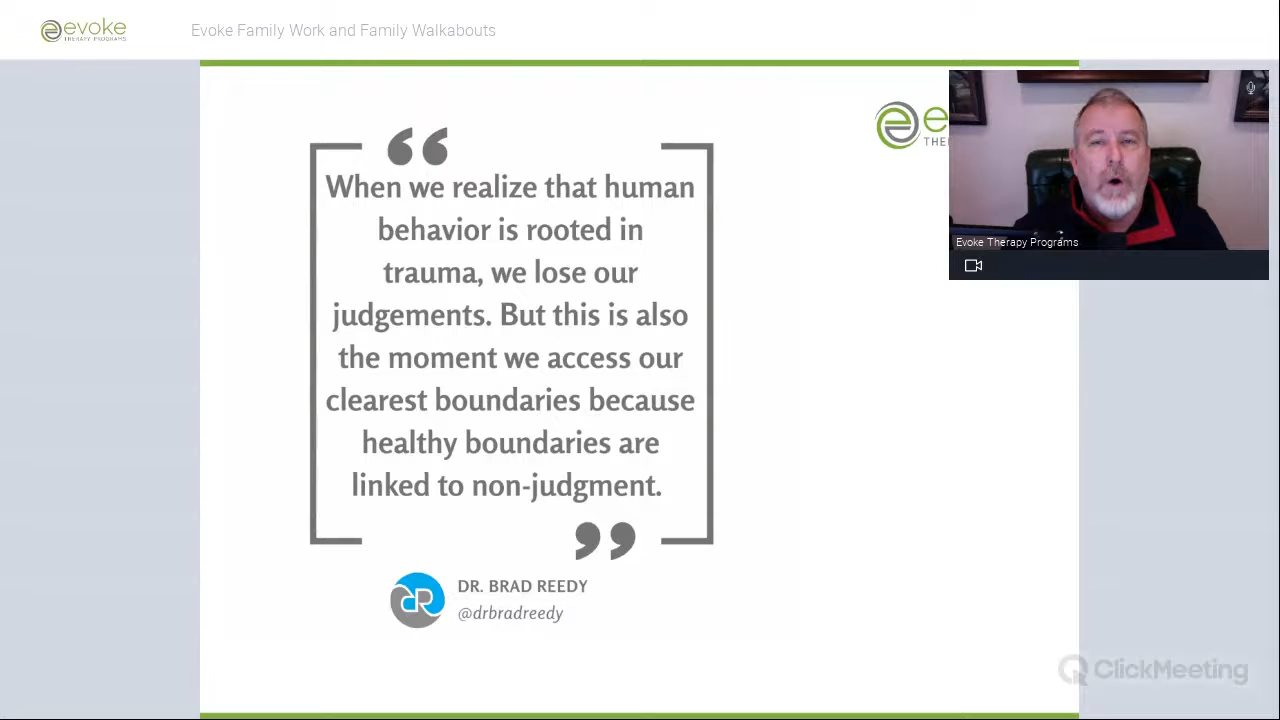 evoke
THERAPY PROGRAMS
Evoke Family Work and Family Walkabouts
e
THE
Evoke Therapy Programs
“
When we realize that human
behavior is rooted in
trauma, we lose our
judgements. But this is also
the moment we access our
clearest boundaries because
healthy boundaries are
linked to non-judgment.
”
DR. BRAD REEDY
@drbradreedy
ClickMeeting